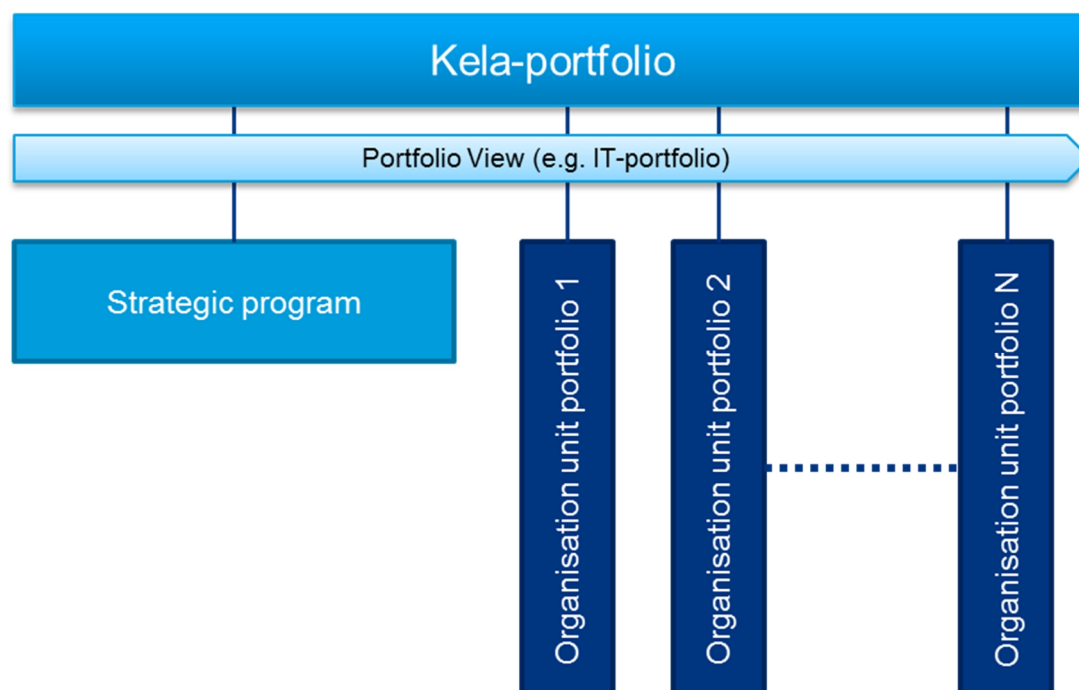 Kela-portfolio
Portfolio View (e.g. IT-portfolio)
Strategic program
Organisation unit portfolio 1
Organisation unit portfolio 2
Organisation unit portfolio N